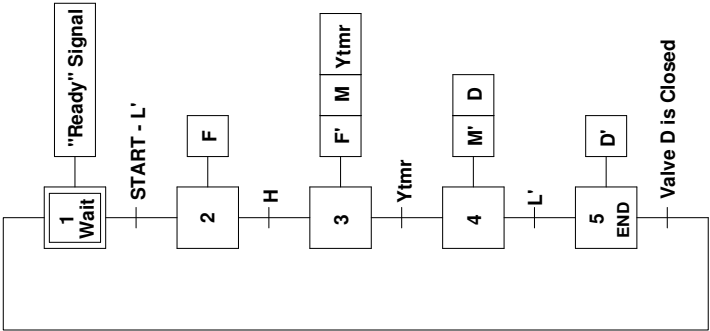 1
Wait
"Ready" Signal
START - L'
2
F
H
3
F' M Ytmr
Ytmr
4
M' D
L'
5
END
D'
Valve D is Closed